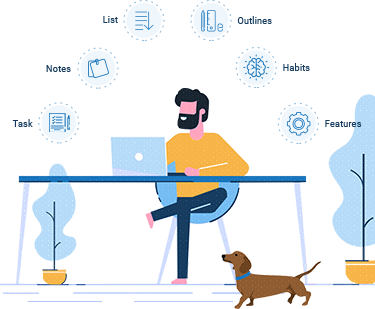 List
Outlines
Notes
Habits
Task
Features